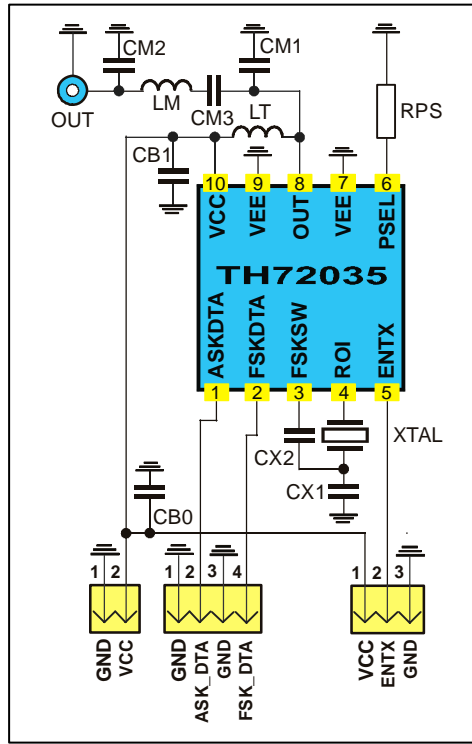 CM2
CM1
OUT
LM
CM3
LT
RPS
CB1
10 9 8 7 6
VCC
VEE
OUT
VEE
PSEL
TH72035
ASKDTA
FSKDTA
FSKSW
ROI
ENTX
1 2 3 4 5
CX2
XTAL
CX1
CB0
1 2
1 2 3 4
1 2 3
GND
VCC
GND
ASK_DTA
GND
FSK_DTA
VCC
ENTX
GND